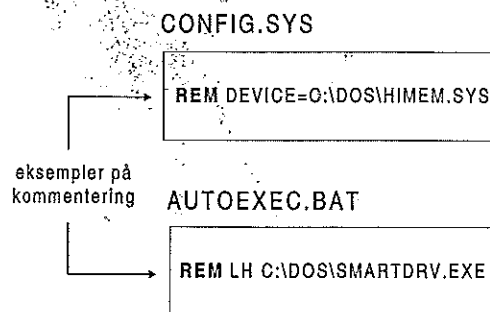 CONFIG.SYS
REM DEVICE=C:\DOS\HIMEM.SYS
eksempler på
kommentering
AUTOEXEC.BAT
REM LH C:\DOS\SMARTDRV.EXE